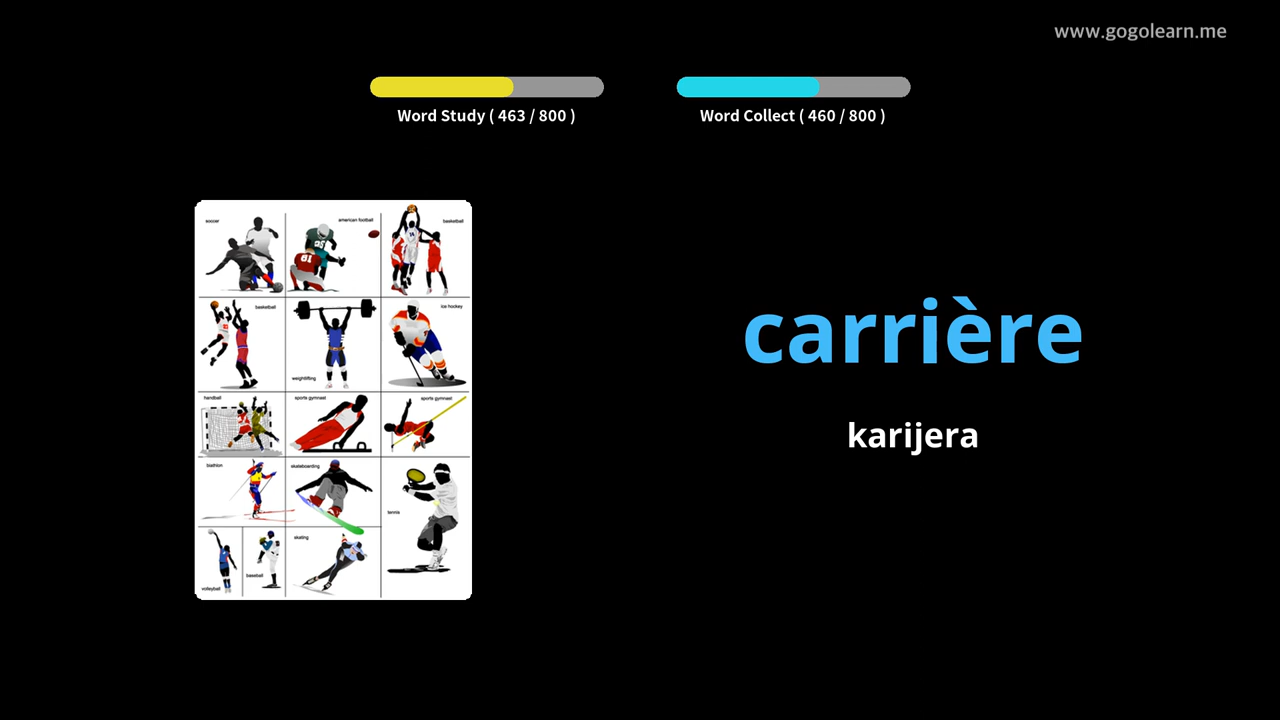 www.gogolearn.me
Word Study ( 463 / 800 )
Word Collect ( 460 / 800 )
soccer
american football
basketball
basketball
weightlifting
ice hockey
handball
sports gymnast
sports gymnast
biathlon
skateboarding
tennis
volleyball
baseball
skating
carrière
karijera